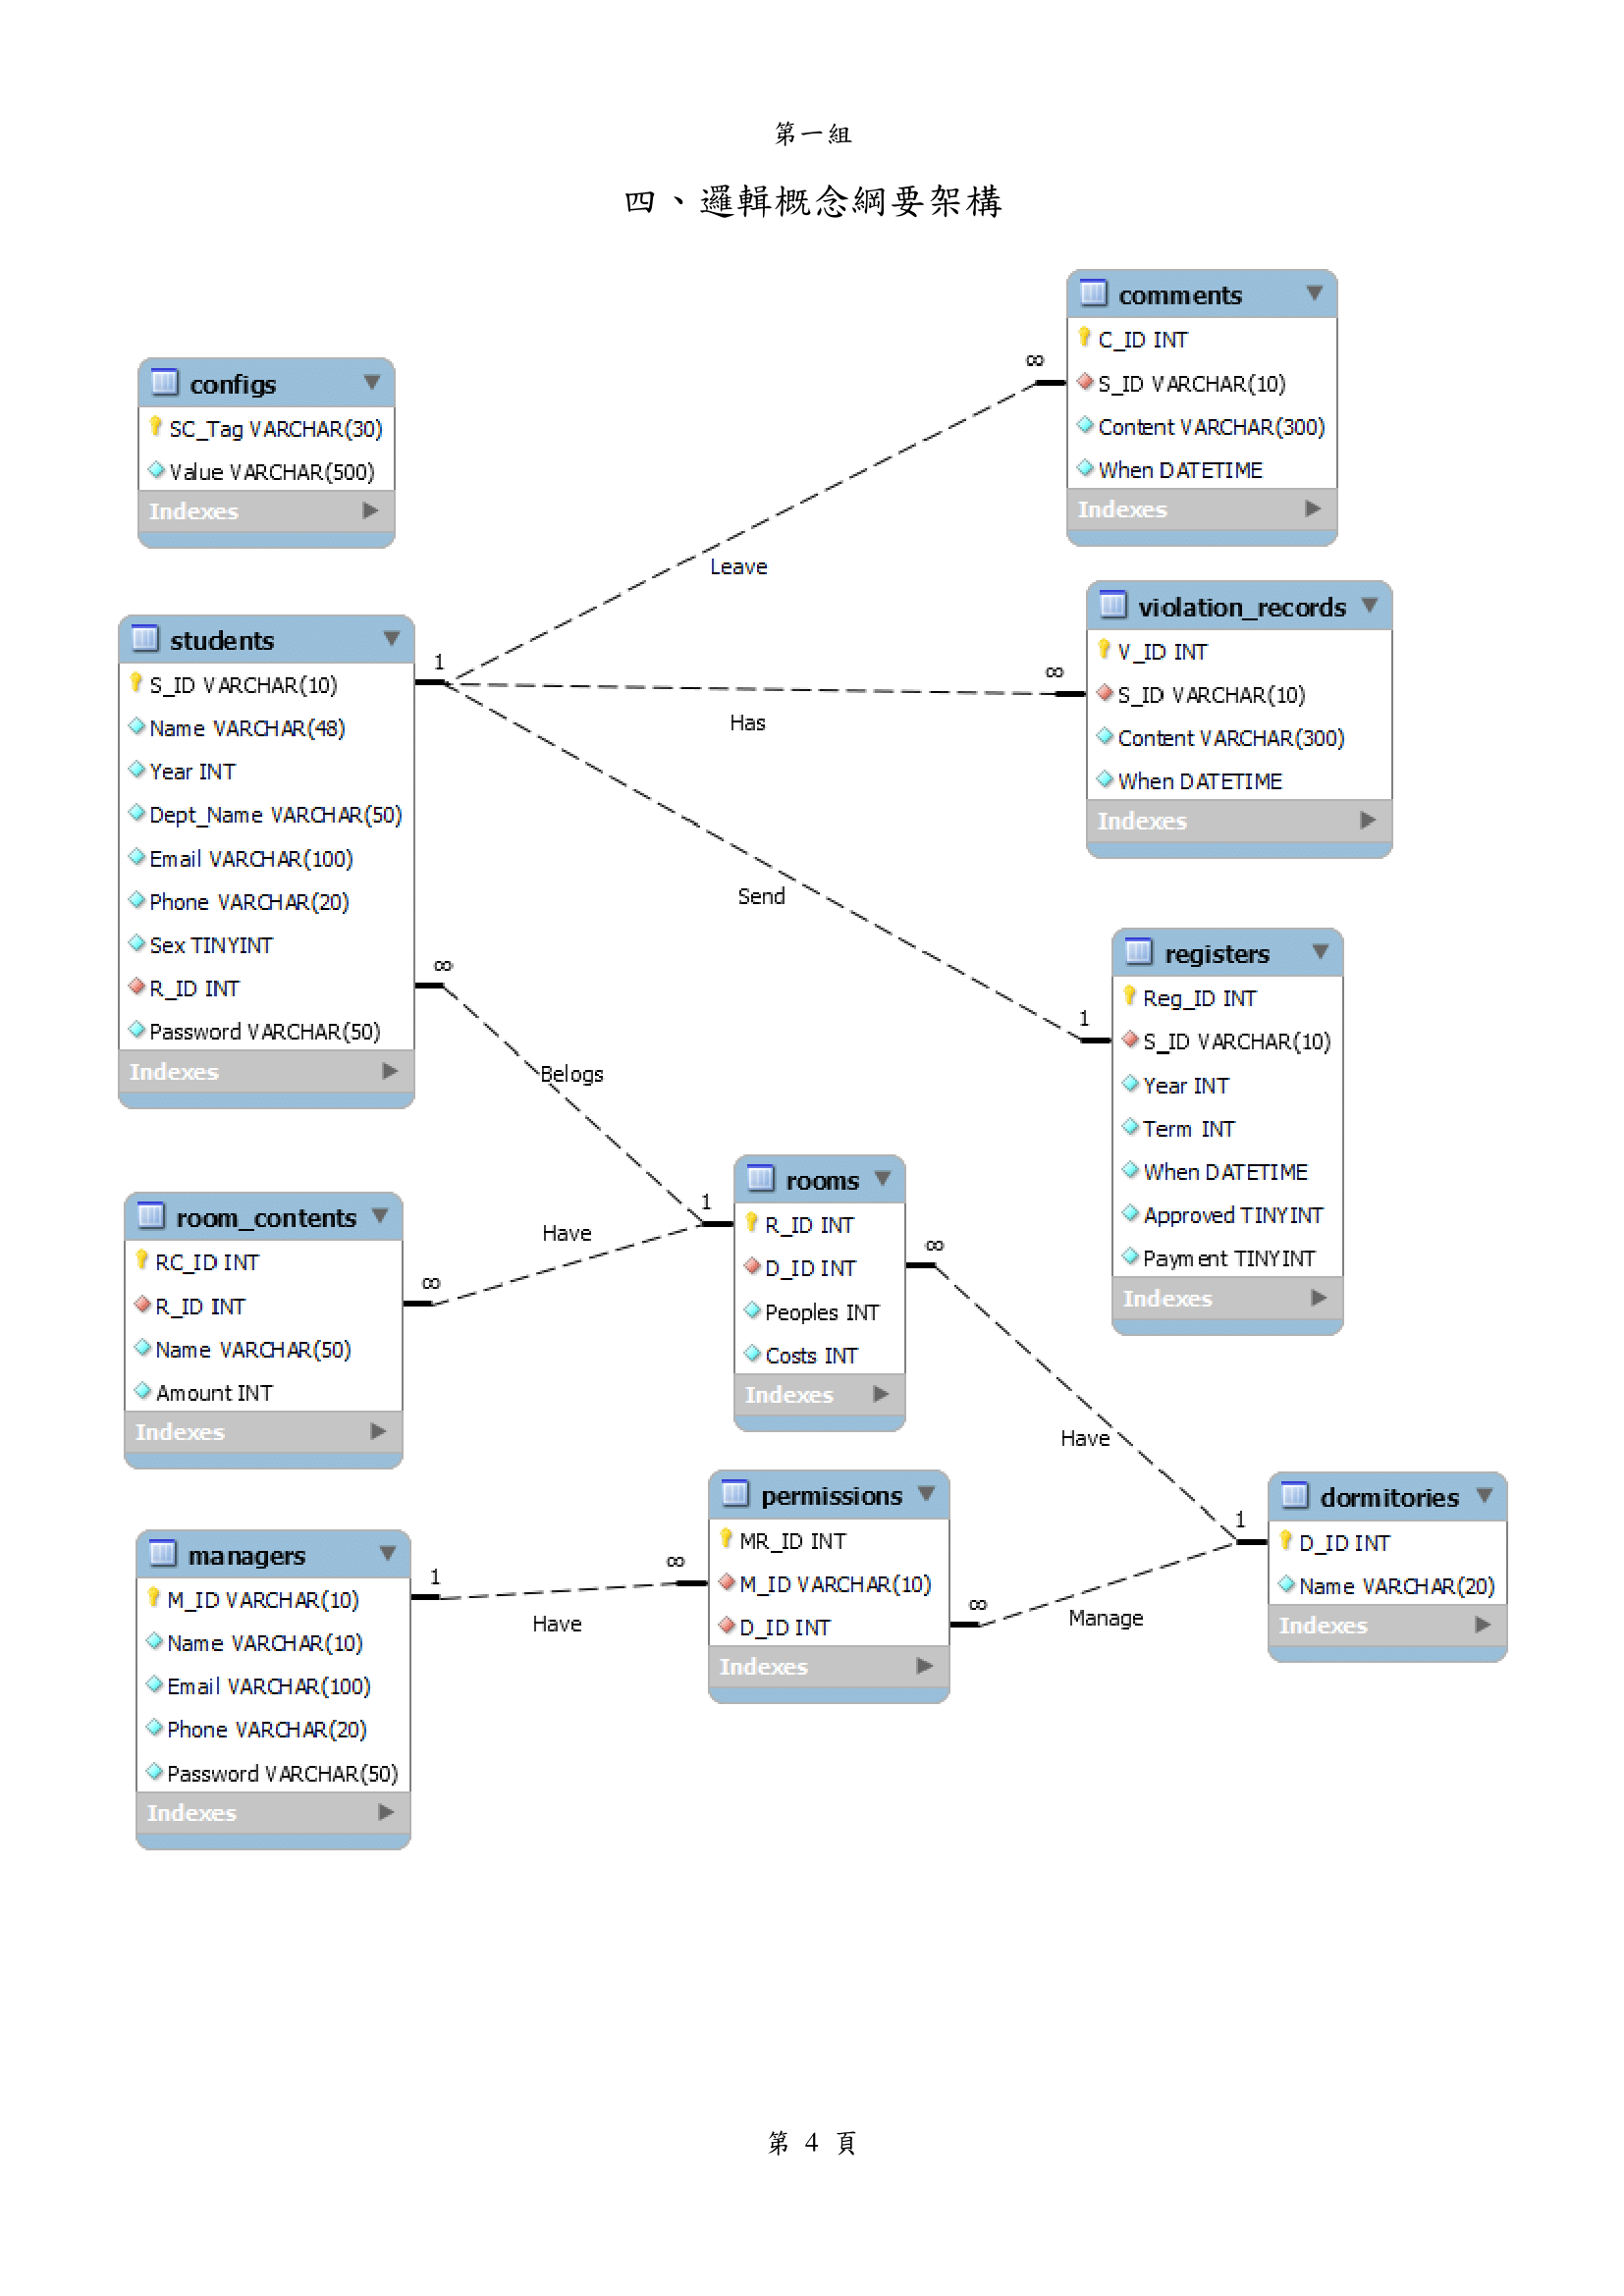 第一組
四、邏輯概念綱要架構
comments
C_ID INT
S_ID VARCHAR(10)
Content VARCHAR(300)
When DATETIME
Indexes
configs
SC_Tag VARCHAR(30)
Value VARCHAR(500)
Indexes
∞
Leave
violation_records
V_ID INT
S_ID VARCHAR(10)
Content VARCHAR(300)
When DATETIME
Indexes
students
S_ID VARCHAR(10)
Name VARCHAR(48)
Year INT
Dept_Name VARCHAR(50)
Email VARCHAR(100)
Phone VARCHAR(20)
Sex TINYINT
R_ID INT
Password VARCHAR(50)
Indexes
1
∞
Has
Send
1
registers
Reg_ID INT
S_ID VARCHAR(10)
Year INT
Term INT
When DATETIME
Approved TINYINT
Payment TINYINT
Indexes
∞
Belogs
1
rooms
R_ID INT
D_ID INT
Peoples INT
Costs INT
Indexes
room_contents
RC_ID INT
R_ID INT
Name VARCHAR(50)
Amount INT
Indexes
Have
∞
∞
Have
1
permissions
MR_ID INT
M_ID VARCHAR(10)
D_ID INT
Indexes
dormitories
D_ID INT
Name VARCHAR(20)
Indexes
managers
M_ID VARCHAR(10)
Name VARCHAR(10)
Email VARCHAR(100)
Phone VARCHAR(20)
Password VARCHAR(50)
Indexes
1
∞
Have
∞
Manage
第 4 頁